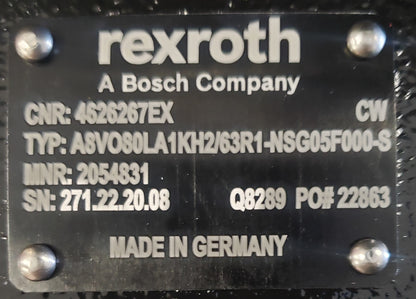 rexroth
A Bosch Company
CNR: 4626267EX CW
TYP: A8VO80LA1KH2/63R1-NSG05F000-S
MNR: 2054831
SN: 271.22.20.08 Q8289 PO# 22863
MADE IN GERMANY